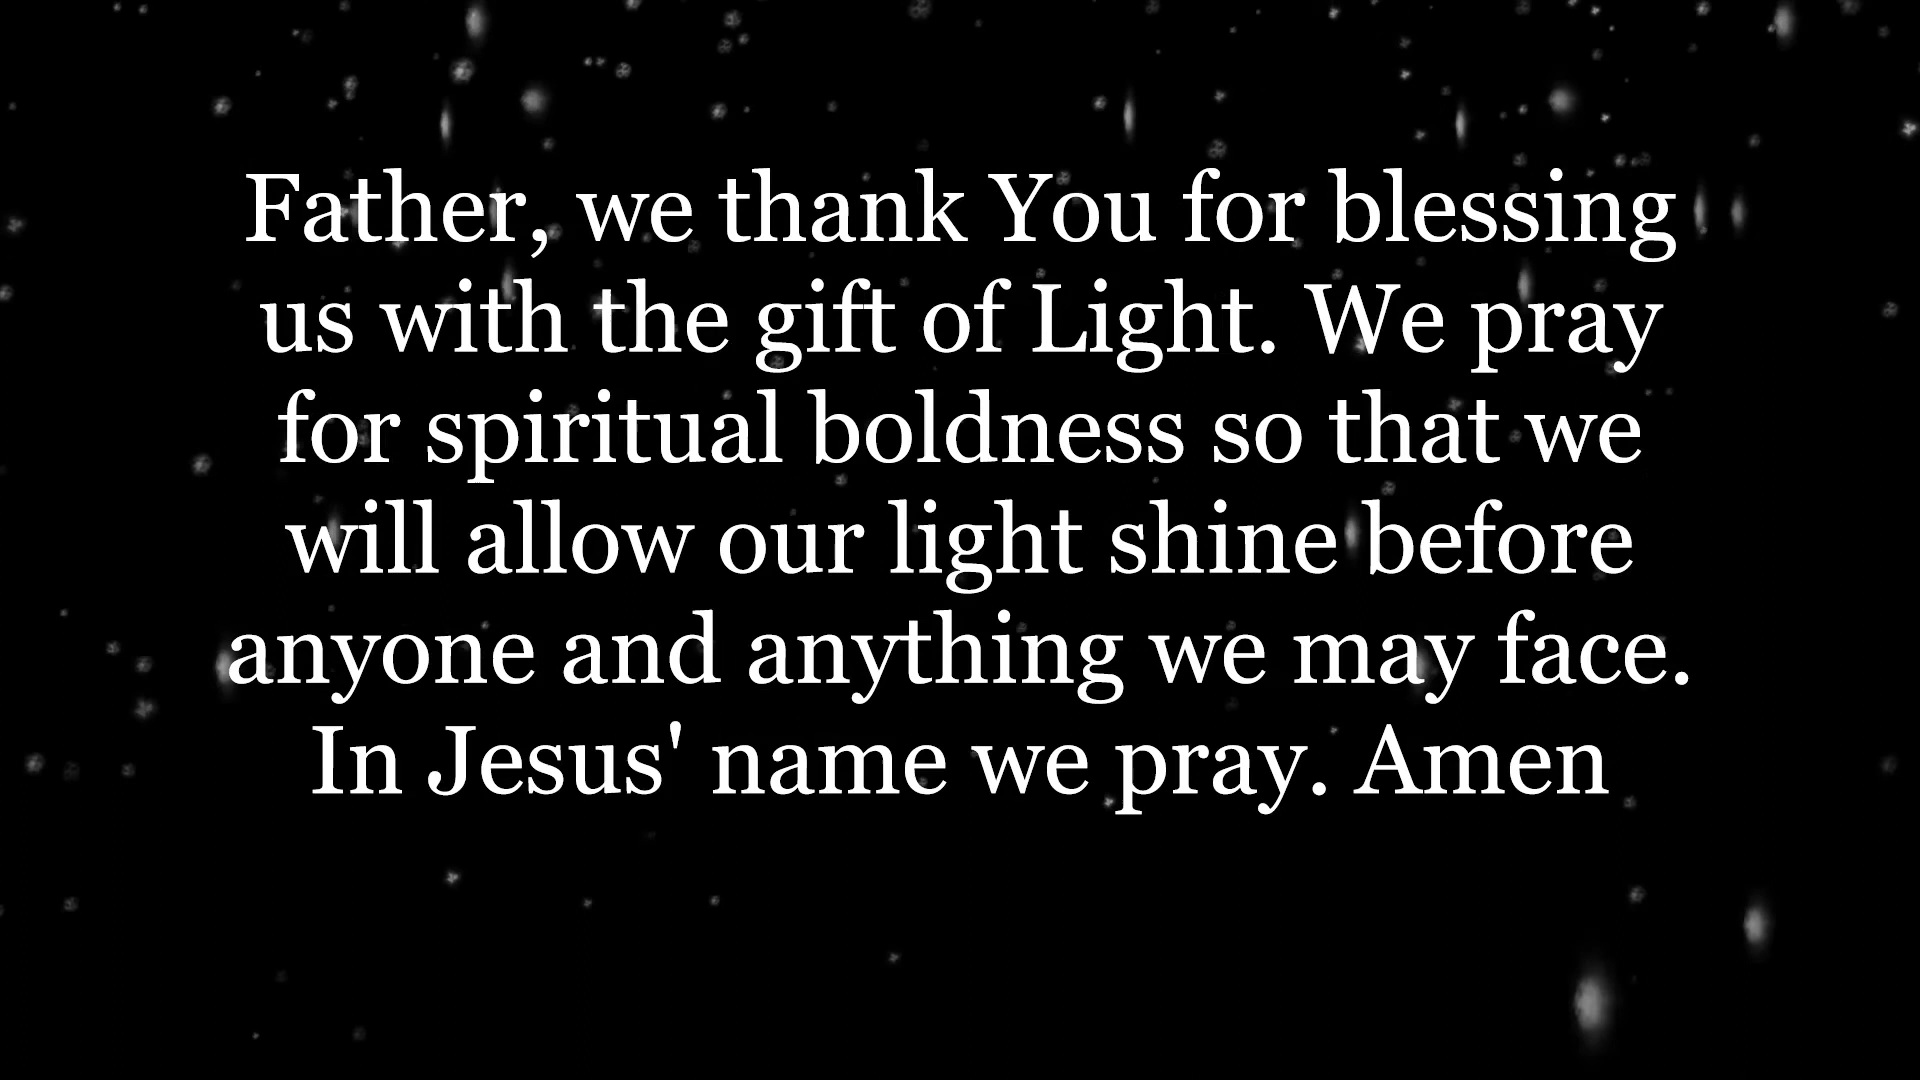 Father, we thank You for blessing
us with the gift of Light. We pray
for spiritual boldness so that we
will allow our light shine before
anyone and anything we may face.
In Jesus' name we pray. Amen